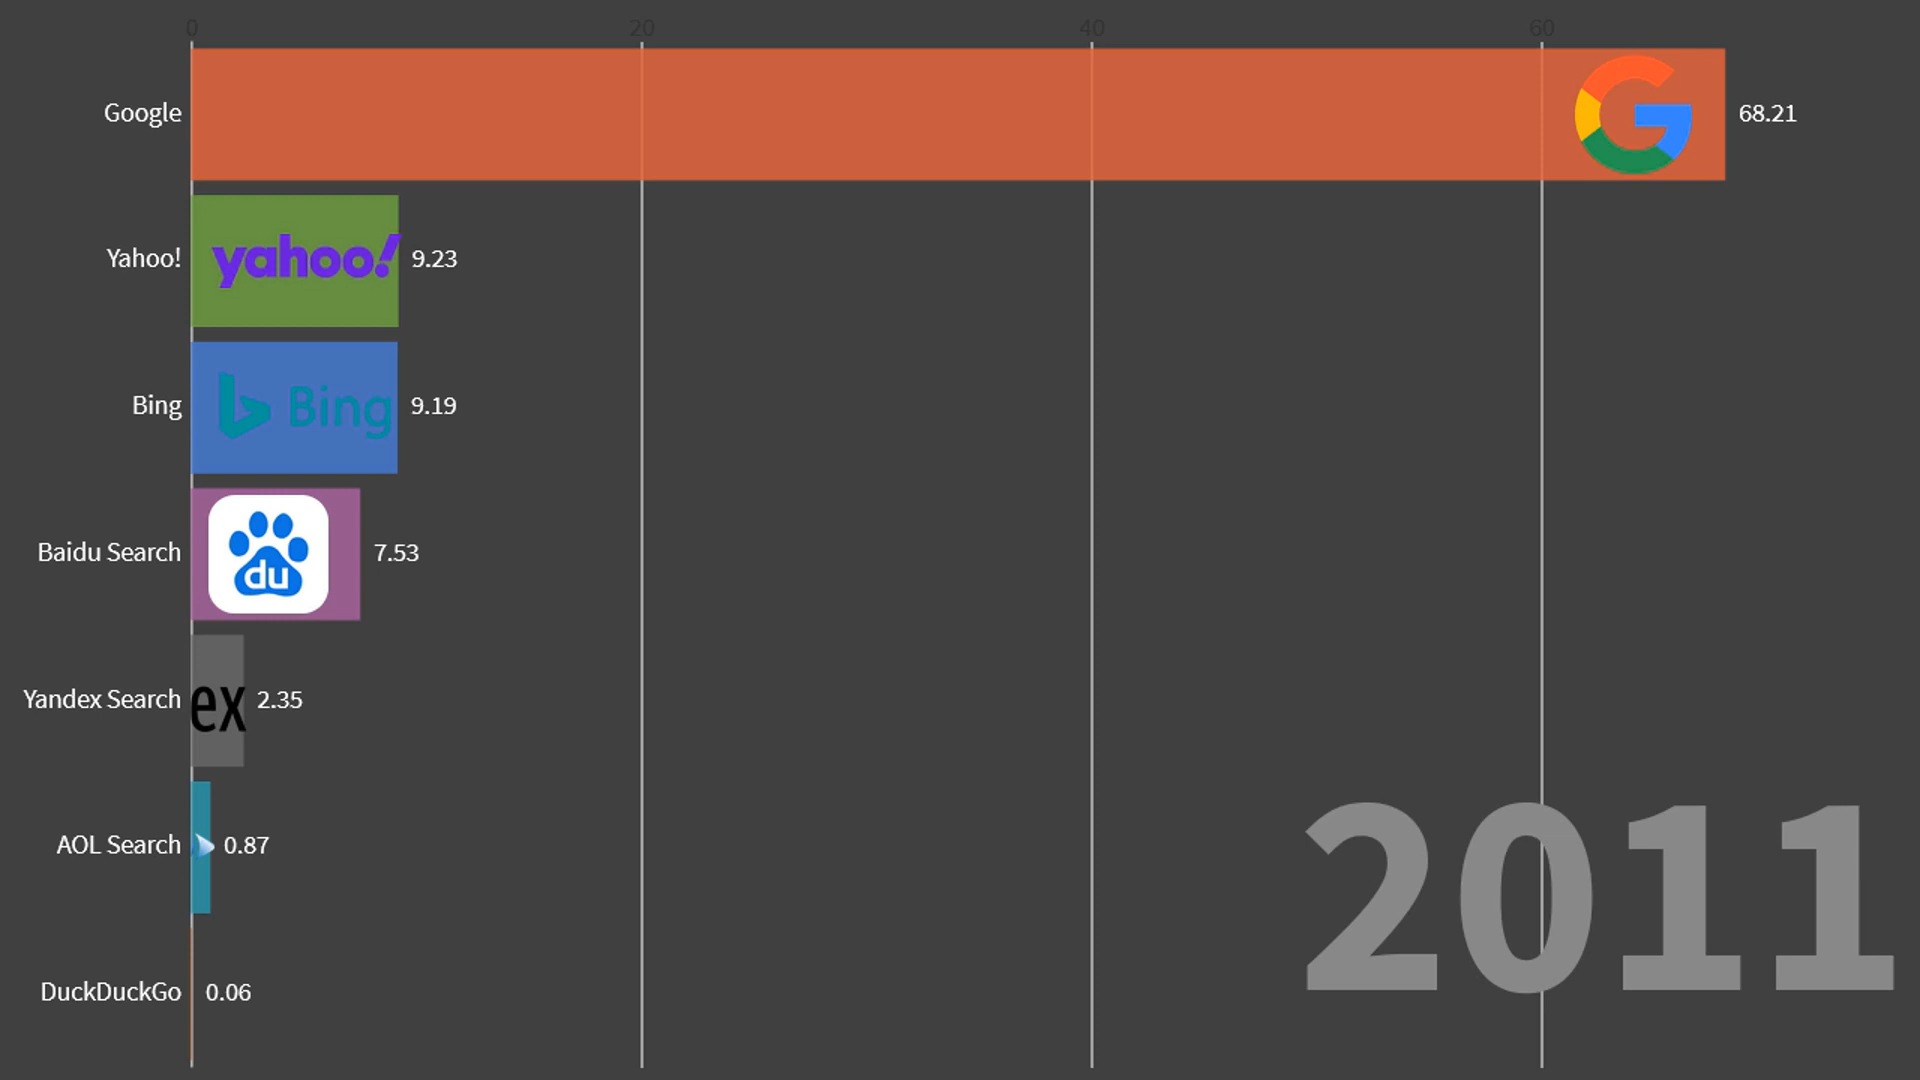 0 20 40 60
Google 68.21
Yahoo! yahoo! 9.23
Bing Bing 9.19
Baidu Search du 7.53
Yandex Search ex 2.35
AOL Search 0.87
DuckDuckGo 0.06
2011